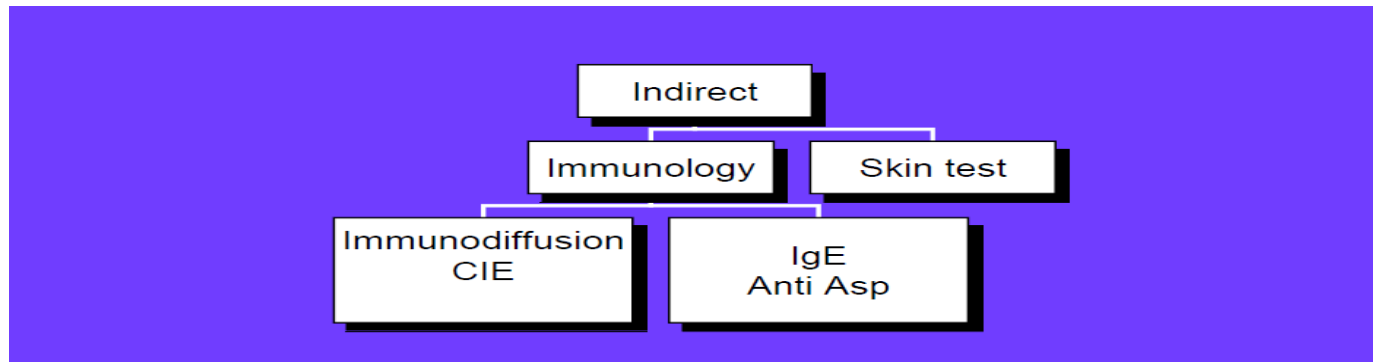 Indirect
Immunology
Skin test
Immunodiffusion
CIE
IgE
Anti Asp